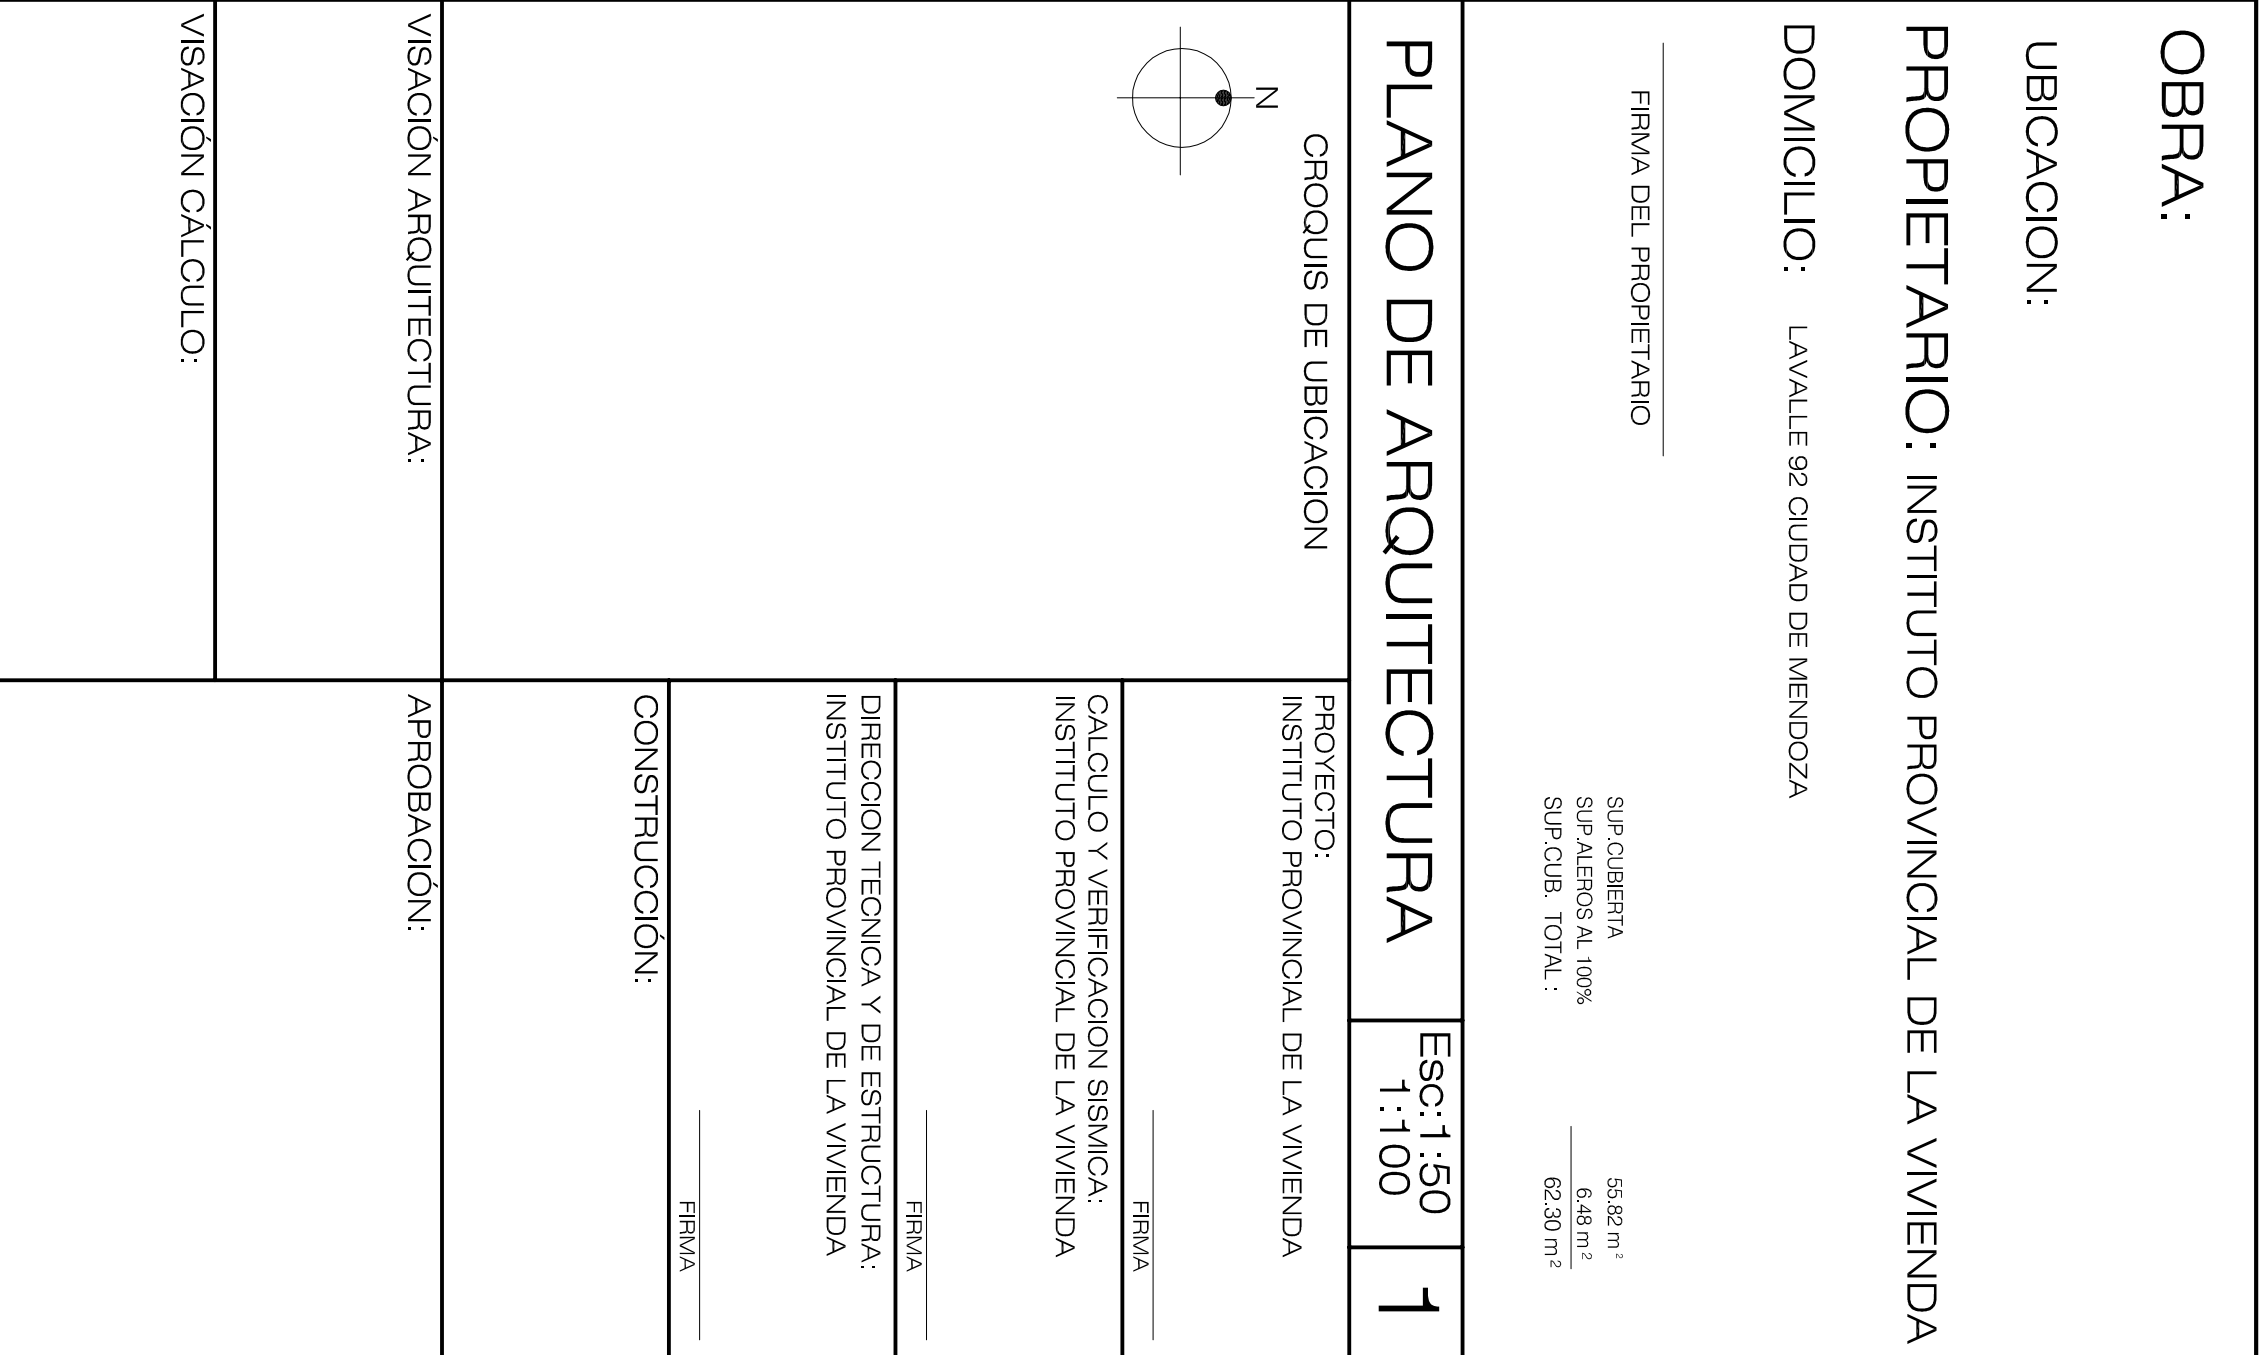 OBRA:
UBICACION:
PROPIETARIO: INSTITUTO PROVINCIAL DE LA VIVIENDA
DOMICILIO: LAVALLE 92 CIUDAD DE MENDOZA
FIRMA DEL PROPIETARIO
SUP.CUBIERTA 55.82 m²
SUP.ALEROS AL 100% 6.48 m²
SUP.CUB. TOTAL : 62.30 m²
PLANO DE ARQUITECTURA
Esc:1:50
1:100
1
CROQUIS DE UBICACION
N
PROYECTO:
INSTITUTO PROVINCIAL DE LA VIVIENDA
FIRMA
CALCULO Y VERIFICACION SISMICA:
INSTITUTO PROVINCIAL DE LA VIVIENDA
FIRMA
DIRECCION TECNICA Y DE ESTRUCTURA:
INSTITUTO PROVINCIAL DE LA VIVIENDA
FIRMA
CONSTRUCCIÓN:
VISACIÓN ARQUITECTURA:
APROBACIÓN:
VISACIÓN CÁLCULO: